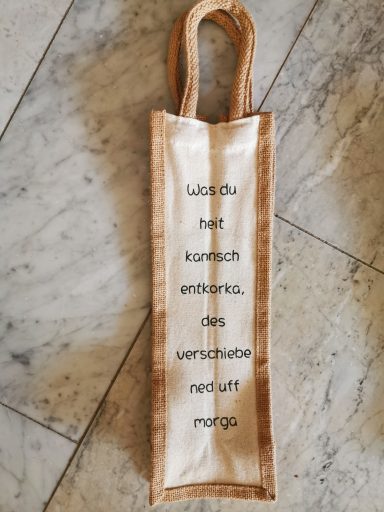 Was du
heit
kannsch
entkorka,
des
verschiebe
ned uff
morga